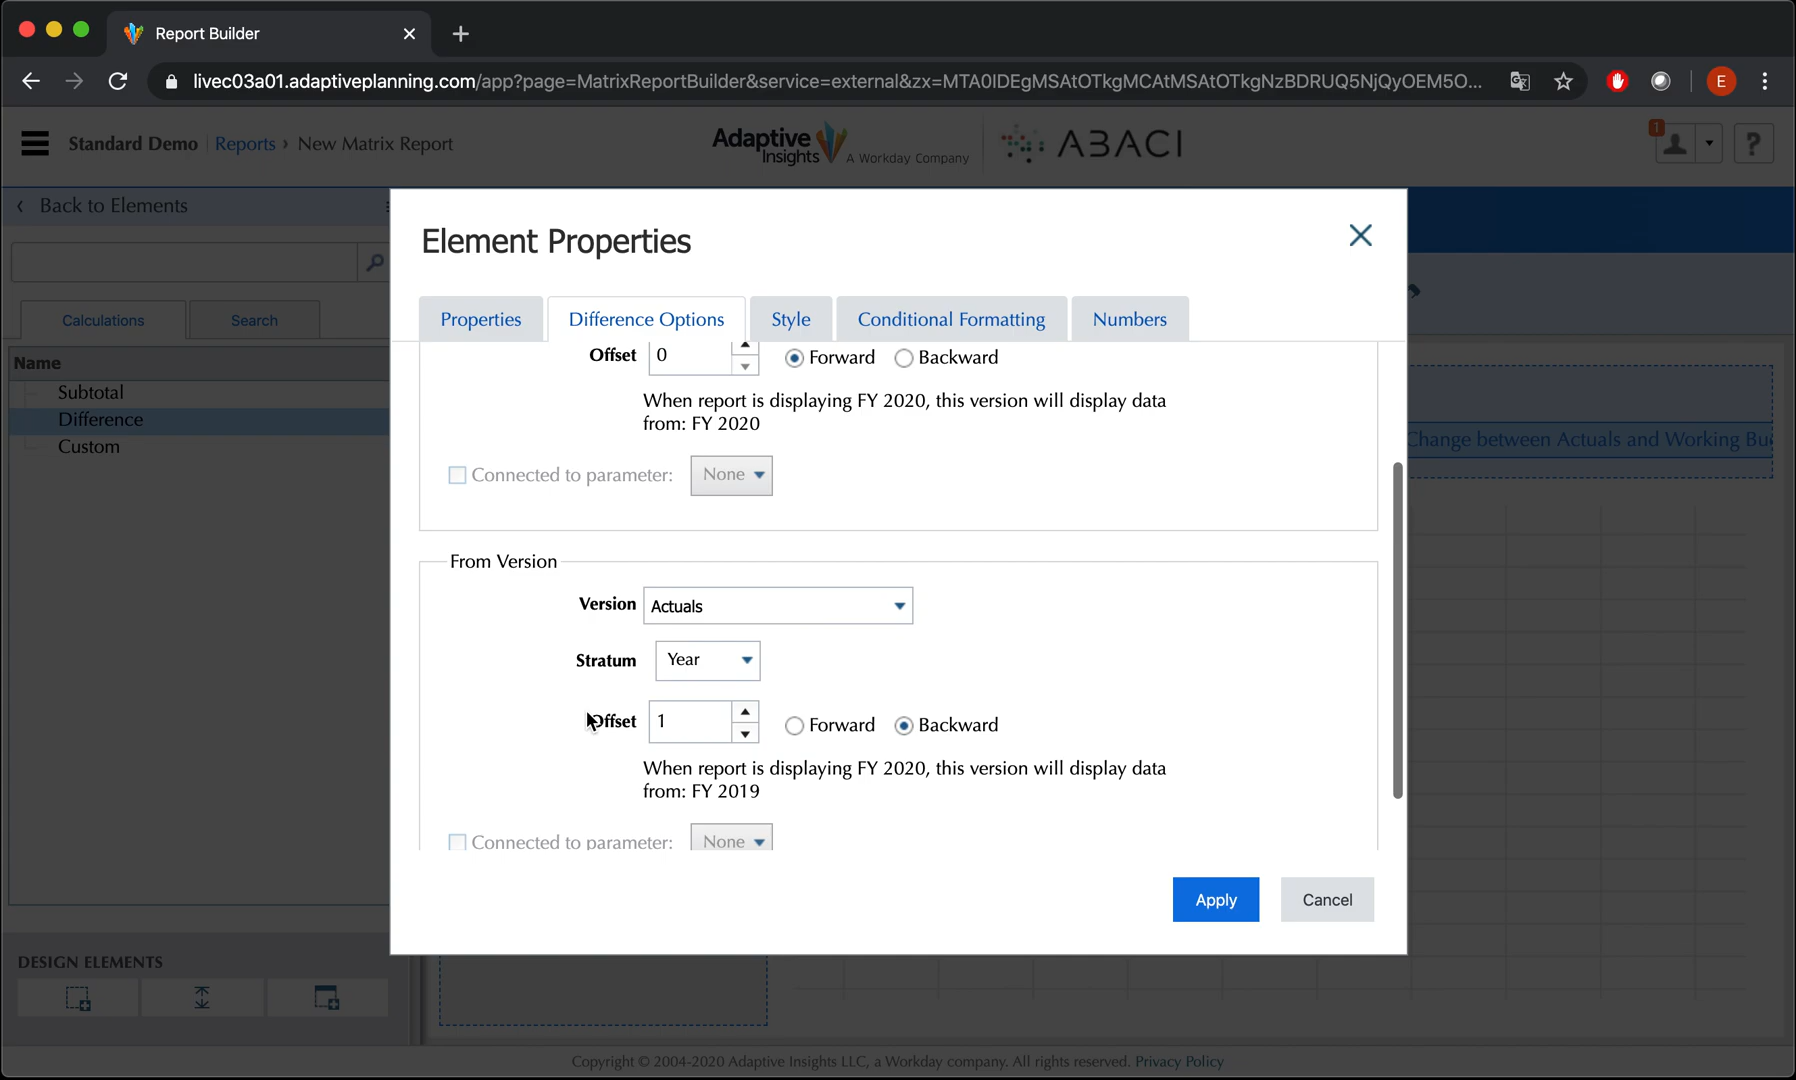 Report Builder
livec03a01.adaptiveplanning.com/app?page=MatrixReportBuilder&service=external&zx=MTA0IDEgMSAtOTkgMCAtMSAtOTkgNzBDRUQ5NjQyOEM5O...
E
Standard Demo Reports › New Matrix Report
Adaptive Insights A Workday Company
ABACI
1
?
Back to Elements
Calculations Search
Name
Subtotal
Difference
Custom
DESIGN ELEMENTS
Element Properties
Properties Difference Options Style Conditional Formatting Numbers
Offset 0 Forward Backward
When report is displaying FY 2020, this version will display data
from: FY 2020
Connected to parameter: None
From Version
Version Actuals
Stratum Year
Offset 1 Forward Backward
When report is displaying FY 2020, this version will display data
from: FY 2019
Connected to parameter: None
Apply Cancel
Change between Actuals and Working
Copyright © 2004-2020 Adaptive Insights LLC, a Workday company. All rights reserved. Privacy Policy